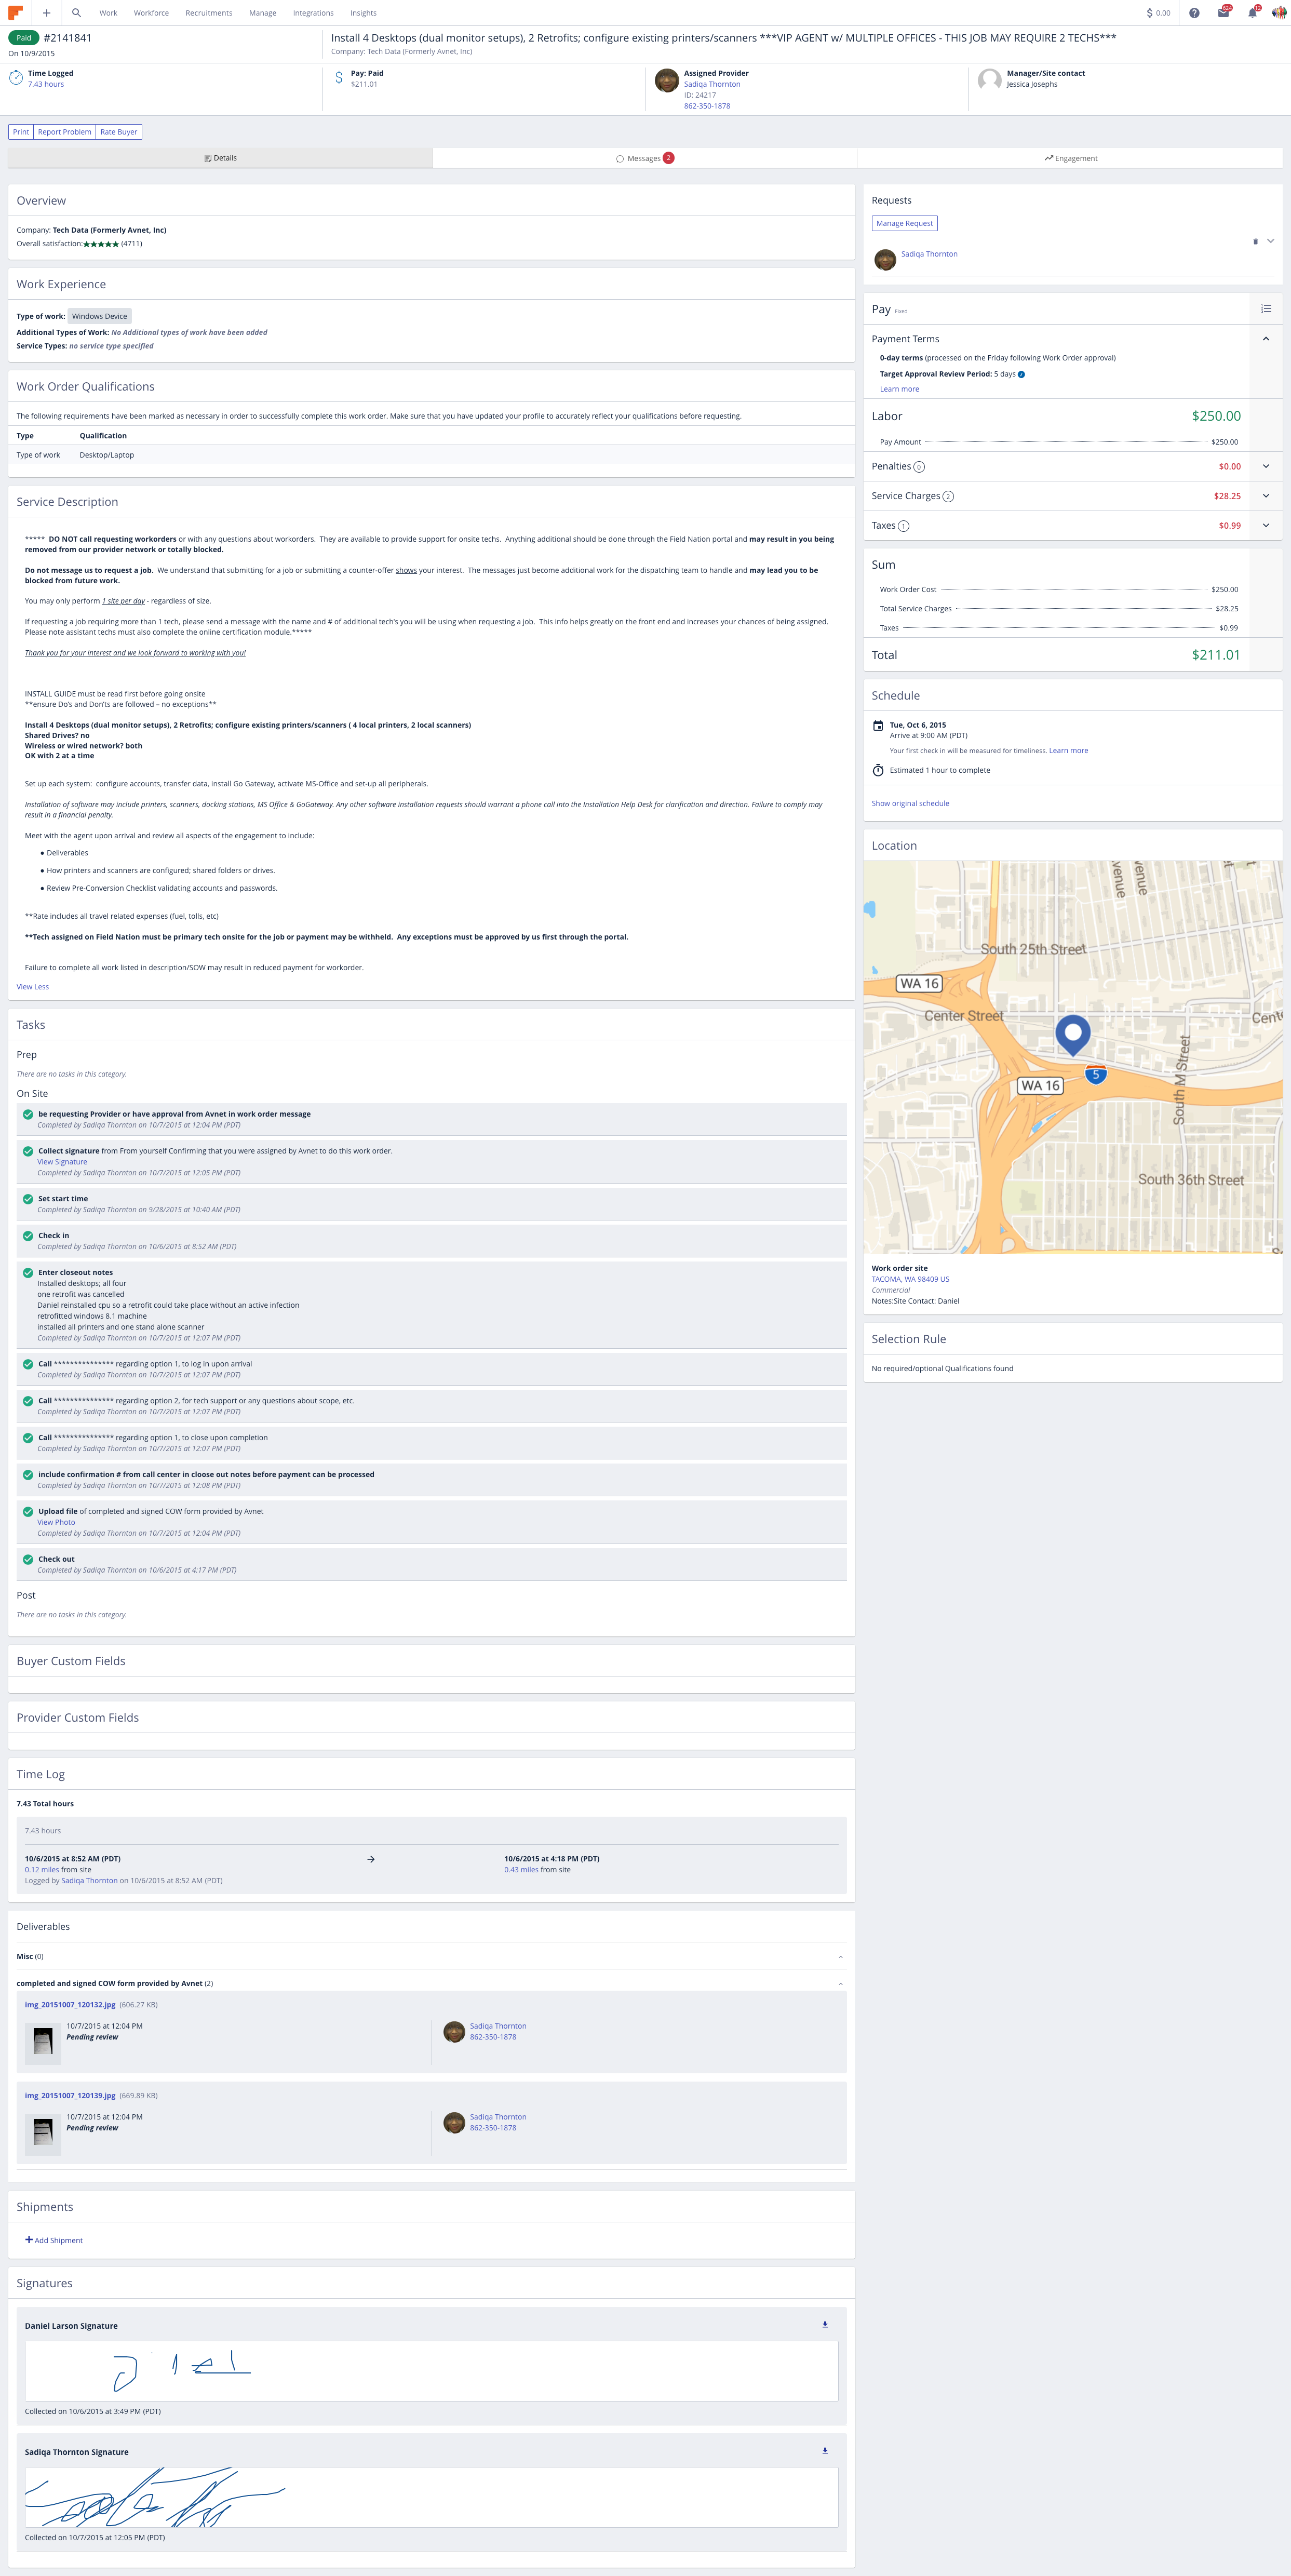 Work Workforce Recruitments Manage Integrations Insights
$ 0.00
Paid #2141841
On 10/9/2015
Install 4 Desktops (dual monitor setups), 2 Retrofits; configure existing printers/scanners ***VIP AGENT w/ MULTIPLE OFFICES - THIS JOB MAY REQUIRE 2 TECHS***
Company: Tech Data (Formerly Avnet, Inc)
Time Logged
7.43 hours
Pay: Paid
$211.01
Assigned Provider
Sadiqa Thornton
ID: 24217
862-350-1878
Manager/Site contact
Jessica Josephs
Print Report Problem Rate Buyer
Details
Messages 2
Engagement
Overview
Company: Tech Data (Formerly Avnet, Inc)
Overall satisfaction:★★★★★ (4711)
Work Experience
Type of work: Windows Device
Additional Types of Work: No Additional types of work have been added
Service Types: no service type specified
Work Order Qualifications
The following requirements have been marked as necessary in order to successfully complete this work order. Make sure that you have updated your profile to accurately reflect your qualifications before requesting.
Type Qualification
Type of work Desktop/Laptop
Service Description
***** DO NOT call requesting workorders or with any questions about workorders. They are available to provide support for onsite techs. Anything additional should be done through the Field Nation portal and may result in you being
removed from our provider network or totally blocked.
Do not message us to request a job. We understand that submitting for a job or submitting a counter-offer shows your interest. The messages just become additional work for the dispatching team to handle and may lead you to be
blocked from future work.
You may only perform 1 site per day - regardless of size.
If requesting a job requiring more than 1 tech, please send a message with the name and # of additional tech's you will be using when requesting a job. This info helps greatly on the front end and increases your chances of being assigned.
Please note assistant techs must also complete the online certification module.*****
Thank you for your interest and we look forward to working with you!
INSTALL GUIDE must be read first before going onsite
**ensure Do's and Don'ts are followed – no exceptions**
Install 4 Desktops (dual monitor setups), 2 Retrofits; configure existing printers/scanners ( 4 local printers, 2 local scanners)
Shared Drives? no
Wireless or wired network? both
OK with 2 at a time
Set up each system: configure accounts, transfer data, install Go Gateway, activate MS-Office and set-up all peripherals.
Installation of software may include printers, scanners, docking stations, MS Office & GoGateway. Any other software installation requests should warrant a phone call into the Installation Help Desk for clarification and direction. Failure to comply may
result in a financial penalty.
Meet with the agent upon arrival and review all aspects of the engagement to include:
• Deliverables
• How printers and scanners are configured; shared folders or drives.
• Review Pre-Conversion Checklist validating accounts and passwords.
**Rate includes all travel related expenses (fuel, tolls, etc)
**Tech assigned on Field Nation must be primary tech onsite for the job or payment may be withheld. Any exceptions must be approved by us first through the portal.
Failure to complete all work listed in description/SOW may result in reduced payment for workorder.
View Less
Tasks
Prep
There are no tasks in this category.
On Site
be requesting Provider or have approval from Avnet in work order message
Completed by Sadiqa Thornton on 10/7/2015 at 12:04 PM (PDT)
Collect signature from From yourself Confirming that you were assigned by Avnet to do this work order.
View Signature
Completed by Sadiqa Thornton on 10/7/2015 at 12:05 PM (PDT)
Set start time
Completed by Sadiqa Thornton on 9/28/2015 at 10:40 AM (PDT)
Check in
Completed by Sadiqa Thornton on 10/6/2015 at 8:52 AM (PDT)
Enter closeout notes
Installed desktops; all four
one retrofit was cancelled
Daniel reinstalled cpu so a retrofit could take place without an active infection
retrofitted windows 8.1 machine
installed all printers and one stand alone scanner
Completed by Sadiqa Thornton on 10/7/2015 at 12:07 PM (PDT)
Call *************** regarding option 1, to log in upon arrival
Completed by Sadiqa Thornton on 10/7/2015 at 12:07 PM (PDT)
Call *************** regarding option 2, for tech support or any questions about scope, etc.
Completed by Sadiqa Thornton on 10/7/2015 at 12:07 PM (PDT)
Call *************** regarding option 1, to close upon completion
Completed by Sadiqa Thornton on 10/7/2015 at 12:07 PM (PDT)
include confirmation # from call center in cloose out notes before payment can be processed
Completed by Sadiqa Thornton on 10/7/2015 at 12:08 PM (PDT)
Upload file of completed and signed COW form provided by Avnet
View Photo
Completed by Sadiqa Thornton on 10/7/2015 at 12:04 PM (PDT)
Check out
Completed by Sadiqa Thornton on 10/6/2015 at 4:17 PM (PDT)
Post
There are no tasks in this category.
Buyer Custom Fields
Provider Custom Fields
Time Log
7.43 Total hours
7.43 hours
10/6/2015 at 8:52 AM (PDT)
0.12 miles from site
Logged by Sadiqa Thornton on 10/6/2015 at 8:52 AM (PDT)
10/6/2015 at 4:18 PM (PDT)
0.43 miles from site
Deliverables
Misc (0)
completed and signed COW form provided by Avnet (2)
img_20151007_120132.jpg (606.27 KB)
10/7/2015 at 12:04 PM
Pending review
Sadiqa Thornton
862-350-1878
img_20151007_120139.jpg (669.89 KB)
10/7/2015 at 12:04 PM
Pending review
Sadiqa Thornton
862-350-1878
Shipments
Add Shipment
Signatures
Daniel Larson Signature
Collected on 10/6/2015 at 3:49 PM (PDT)
Sadiqa Thornton Signature
Collected on 10/7/2015 at 12:05 PM (PDT)
Requests
Manage Request
Sadiqa Thornton
Pay Fixed
Payment Terms
0-day terms (processed on the Friday following Work Order approval)
Target Approval Review Period: 5 days
Learn more
Labor $250.00
Pay Amount $250.00
Penalties 0 $0.00
Service Charges 2 $28.25
Taxes 1 $0.99
Sum
Work Order Cost $250.00
Total Service Charges $28.25
Taxes $0.99
Total $211.01
Schedule
Tue, Oct 6, 2015
Arrive at 9:00 AM (PDT)
Your first check in will be measured for timeliness. Learn more
Estimated 1 hour to complete
Show original schedule
Location
South 25th Street
WA 16
Center Street
WA 16
5
South M Street
South 36th Street
Work order site
TACOMA, WA 98409 US
Commercial
Notes:Site Contact: Daniel
Selection Rule
No required/optional Qualifications found